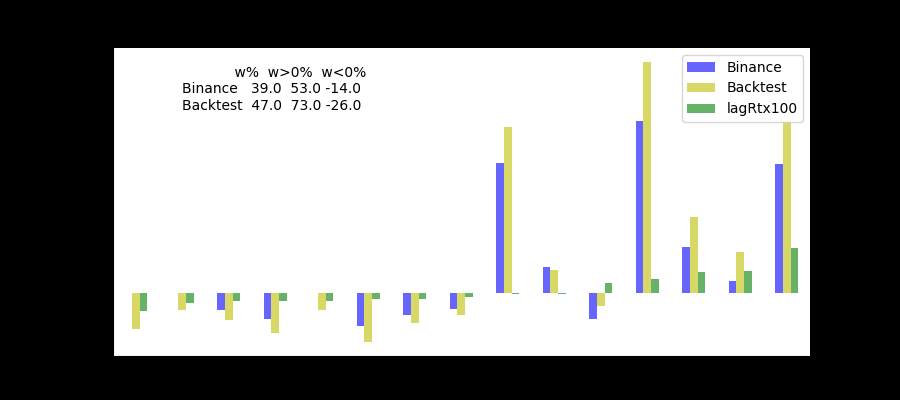 w%  w>0%  w<0%
Binance   39.0  53.0 -14.0
Backtest  47.0  73.0 -26.0
Binance
Backtest
lagRtx100